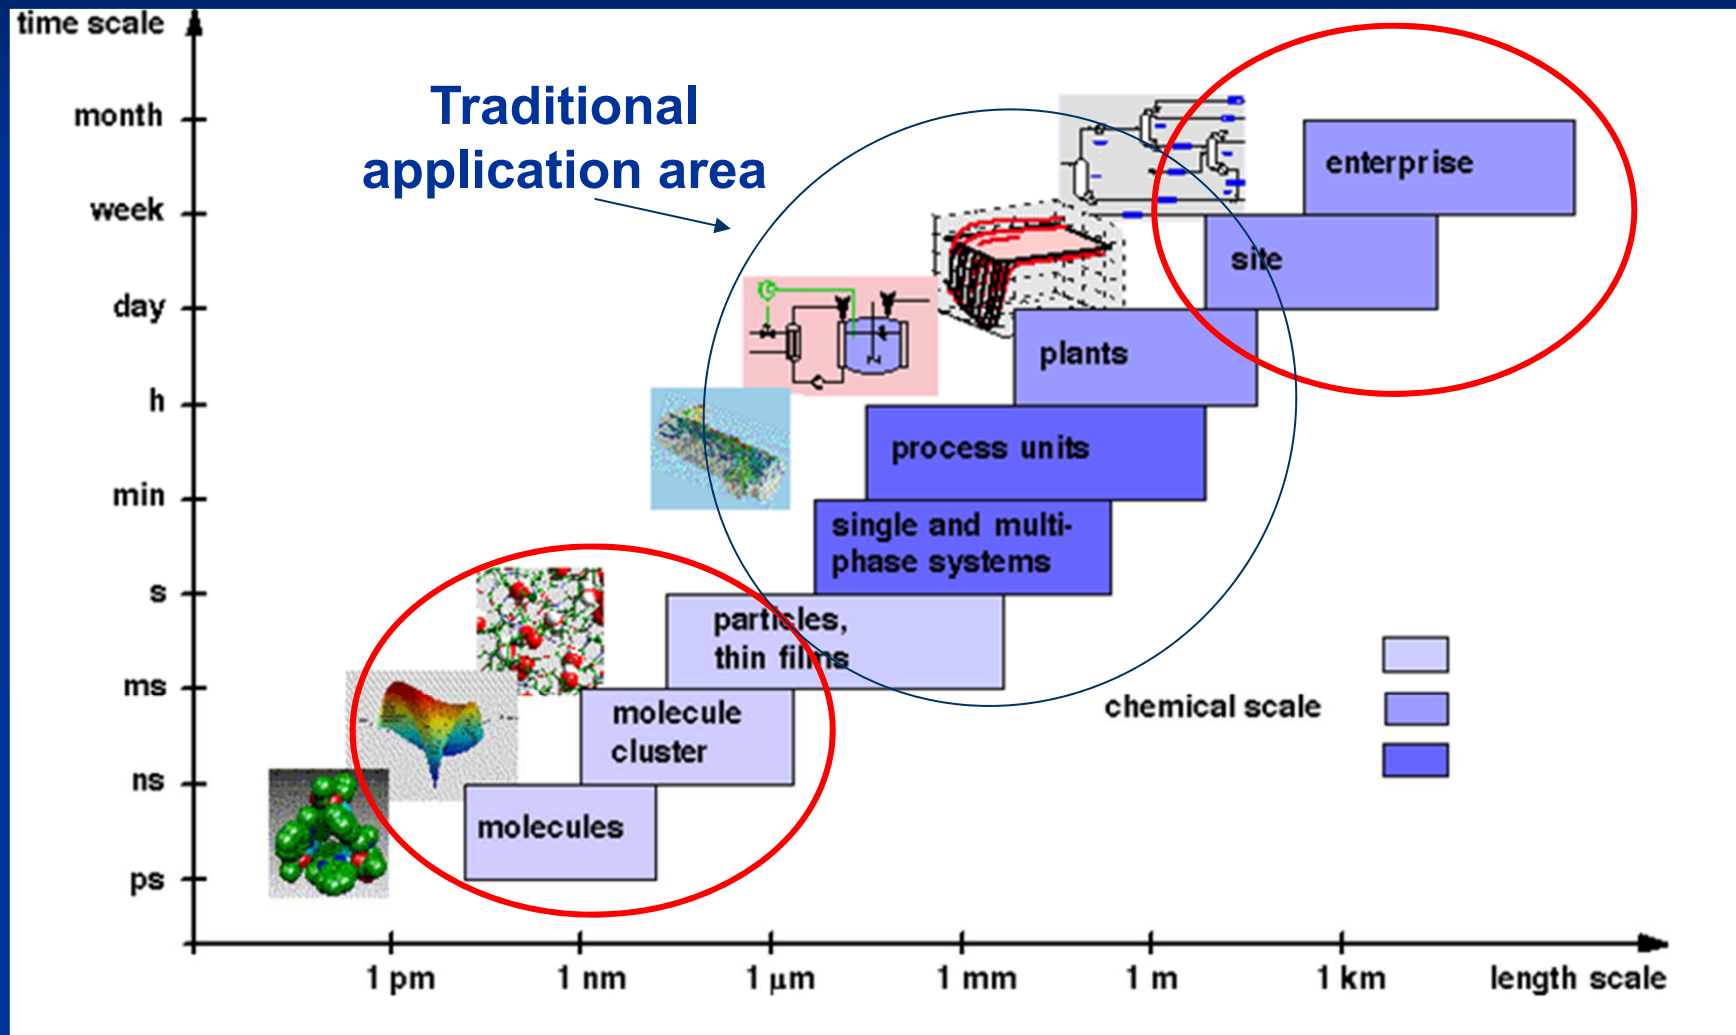 time scale
Traditional
application area
month
week
day
h
min
s
ms
ns
ps
enterprise
site
plants
process units
single and multi-
phase systems
particles,
thin films
molecule
cluster
molecules
chemical scale
1 pm
1 nm
1 μm
1 mm
1 m
1 km
length scale